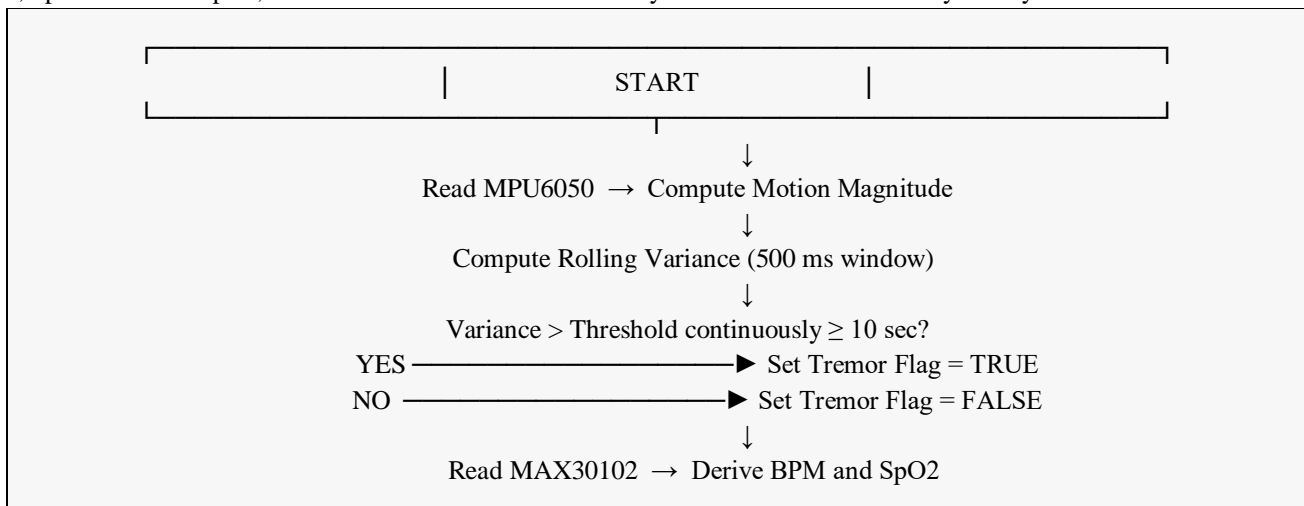 START
↓
Read MPU6050 → Compute Motion Magnitude
↓
Compute Rolling Variance (500 ms window)
↓
Variance > Threshold continuously ≥ 10 sec?
YES ─────────────► Set Tremor Flag = TRUE
NO ─────────────► Set Tremor Flag = FALSE
↓
Read MAX30102 → Derive BPM and SpO2